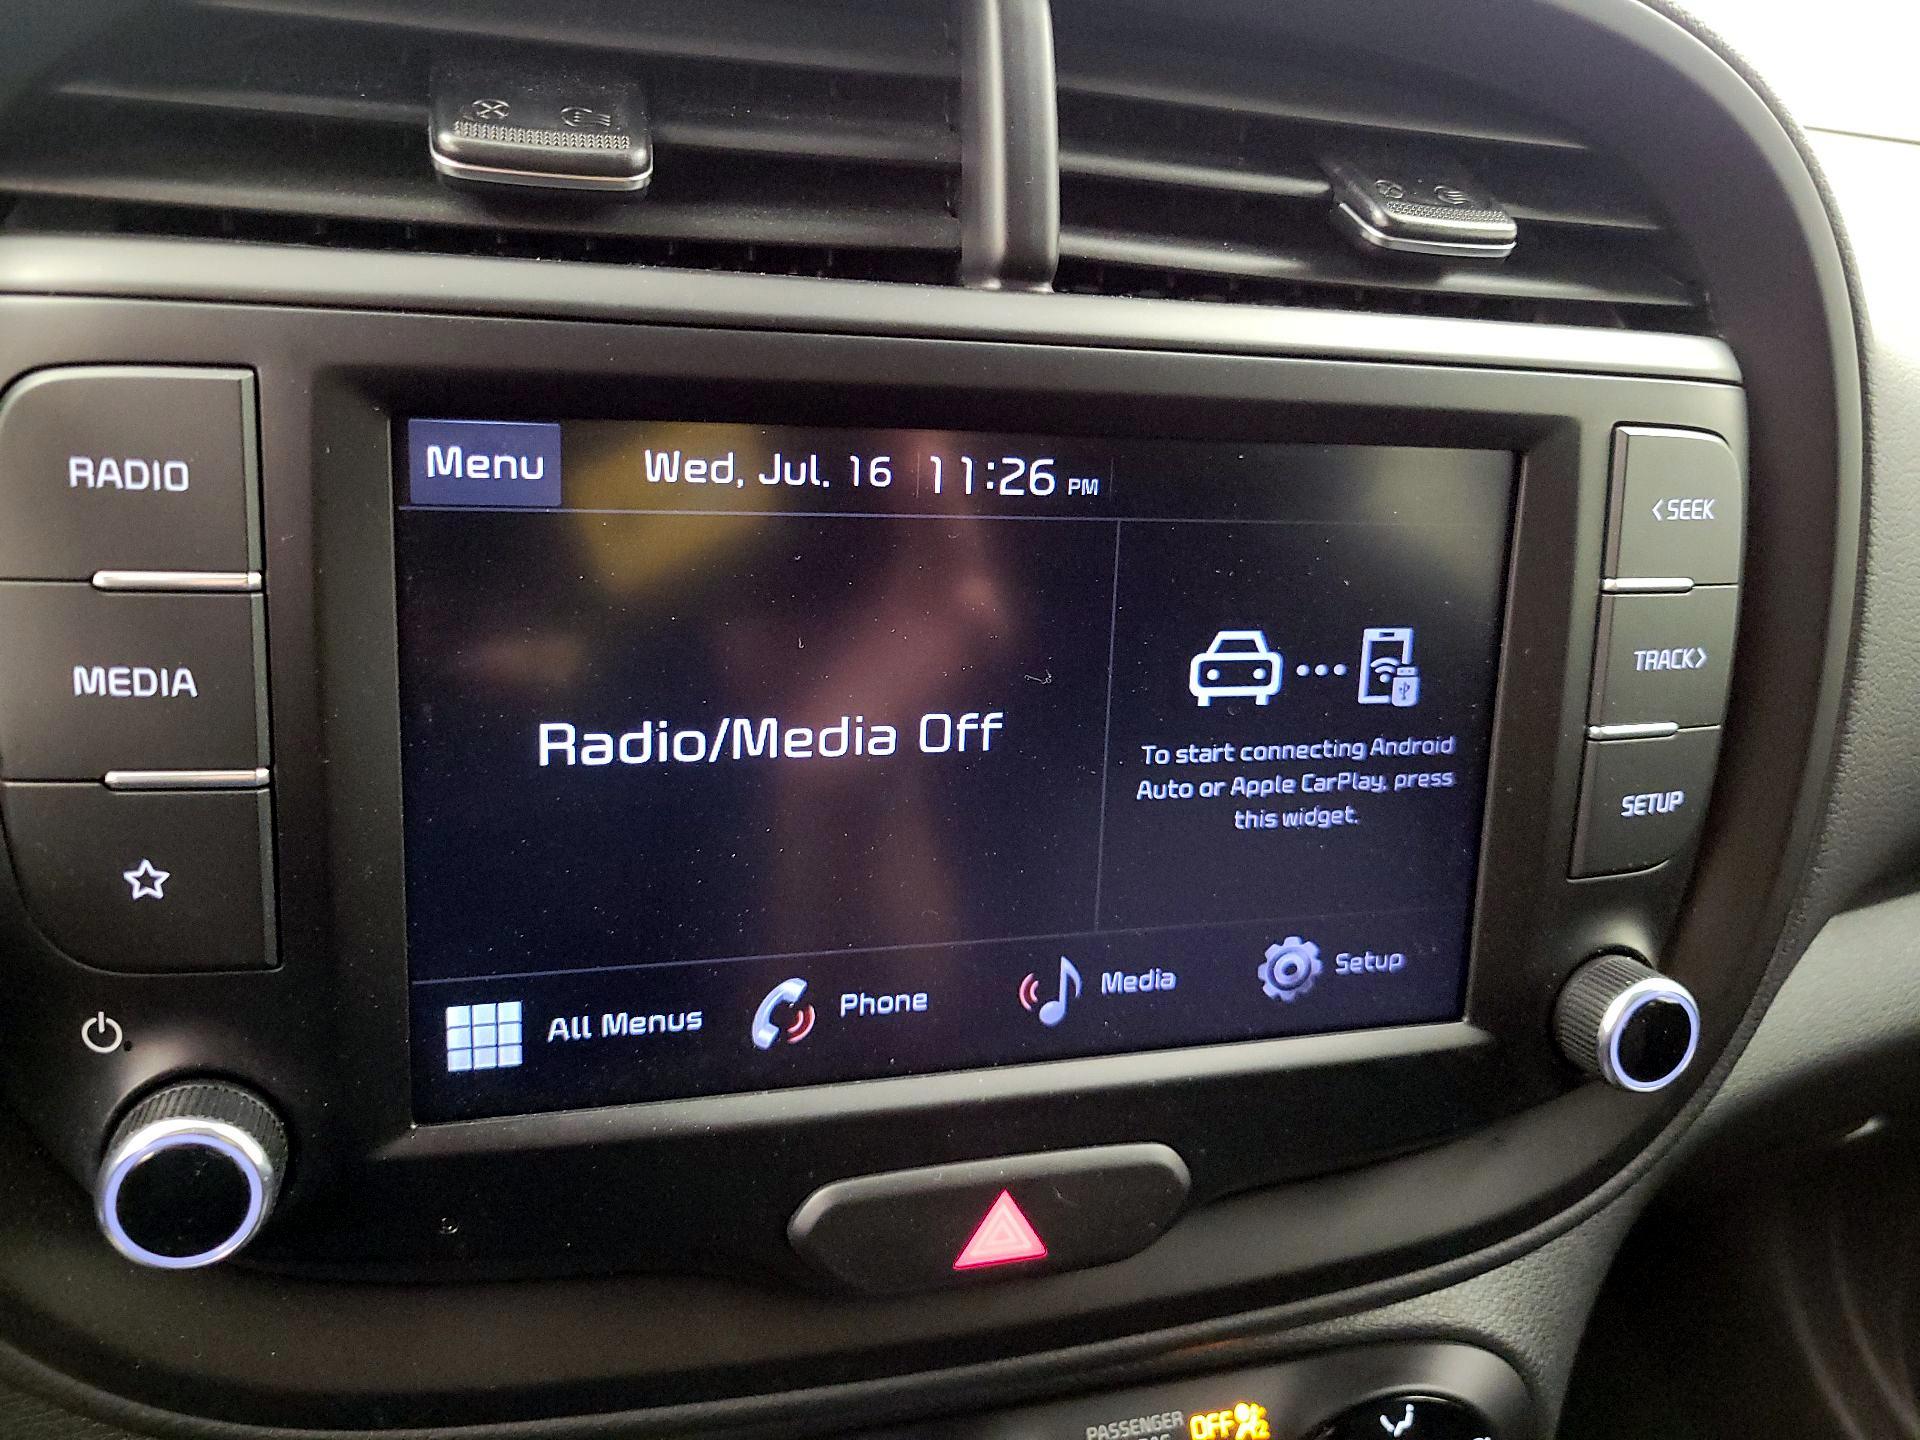 RADIO
MEDIA
Menu
Wed, Jul. 16
11:26 PM
Radio/Media Off
To start connecting Android
Auto or Apple CarPlay, press
this widget.
All Menus
Phone
Media
Setup
<SEEK
TRACK>
SETUP
PASSENGER
OFF